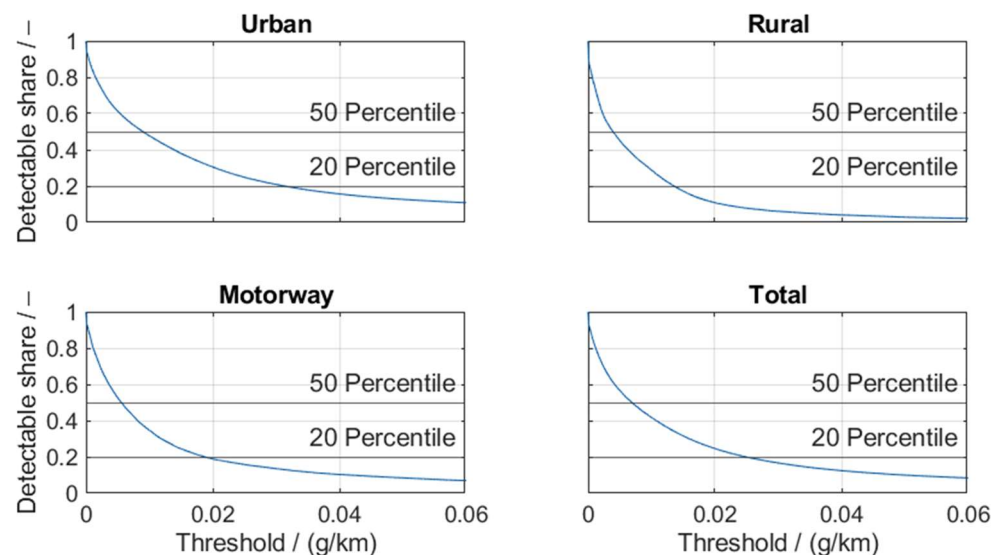 Urban
Rural
Detectable share / –
1
0.8
0.6
0.4
0.2
0
50 Percentile
20 Percentile
50 Percentile
20 Percentile
Motorway
Total
Detectable share / –
1
0.8
0.6
0.4
0.2
0
50 Percentile
20 Percentile
50 Percentile
20 Percentile
0 0.02 0.04 0.06
0 0.02 0.04 0.06
Threshold / (g/km)
Threshold / (g/km)